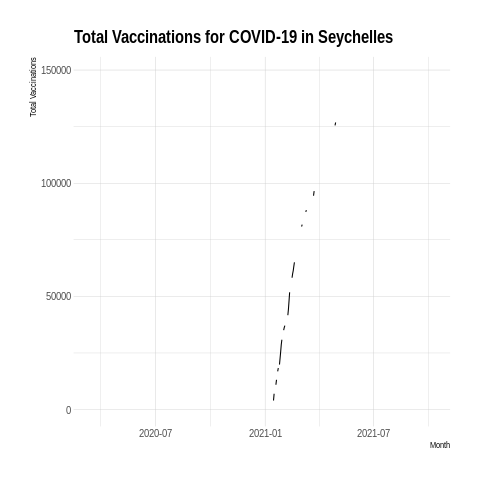 Total Vaccinations for COVID-19 in Seychelles
Total Vaccinations
150000
100000
50000
0
2020-07 2021-01 2021-07
Month